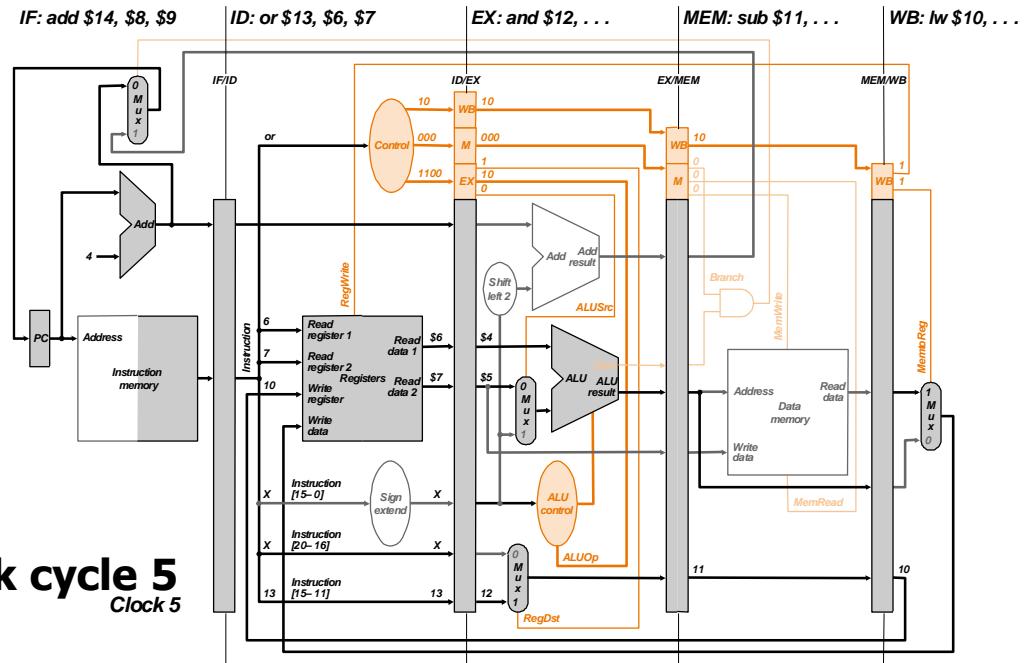 IF: add $14, $8, $9
ID: or $13, $6, $7
EX: and $12, . . .
MEM: sub $11, . . .
WB: lw $10, . . .
IF/ID
ID/EX
EX/MEM
MEM/WB
0
M
u
x
1
or
Control
10
000
1100
WB
M
EX
10
000
1
10
0
WB
M
10
0
0
0
WB
1
1
Add
4
RegWrite
Shift
left 2
Add
Add
result
ALUSrc
Branch
MemWrite
MemtoReg
PC
Address
Instruction
memory
Instruction
6
7
10
Read
register 1
Read
register 2
Write
register
Write
data
Registers
Read
data 1
Read
data 2
$6
$7
$4
$5
0
M
u
x
1
ALU
ALU
result
Address
Read
data
Data
memory
Write
data
1
M
u
x
0
MemRead
X
Instruction
[15–0]
Sign
extend
X
ALU
control
ALUOp
X
Instruction
[20–16]
X
0
M
u
x
1
13
Instruction
[15–11]
13
12
11
10
RegDst
k cycle 5
Clock 5